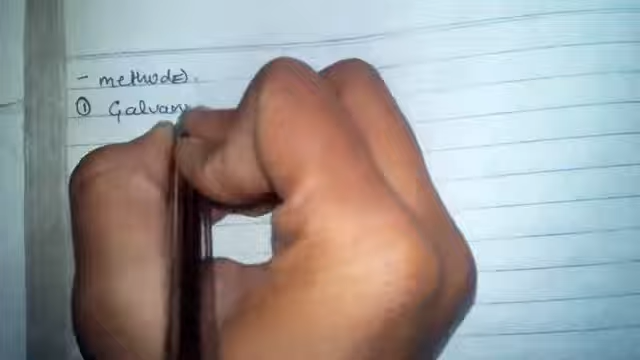 - methods.
① Galvan